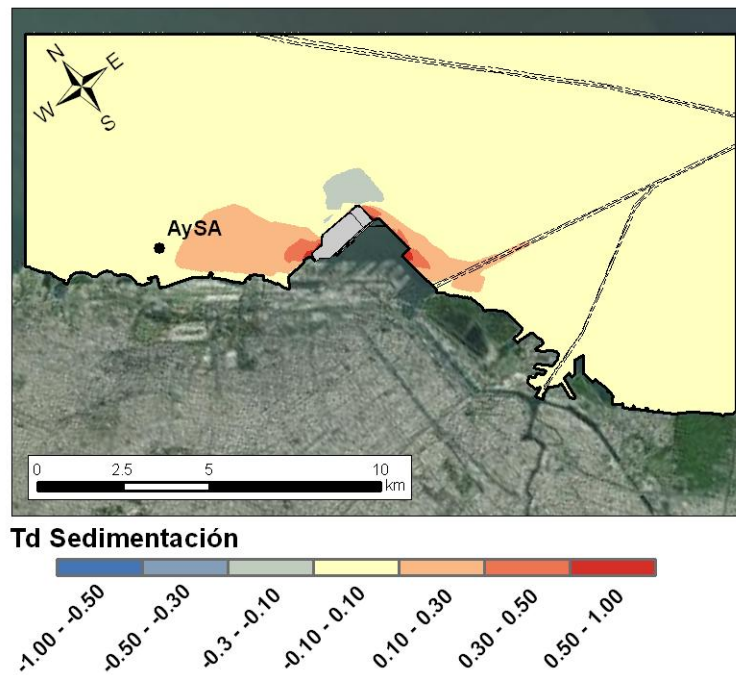 N
E
W
S
AySA
0 2.5 5 10
km
Td Sedimentación
-1.00 - -0.50
-0.50 - -0.30
-0.3 - -0.10
-0.10 - 0.10
0.10 - 0.30
0.30 - 0.50
0.50 - 1.00